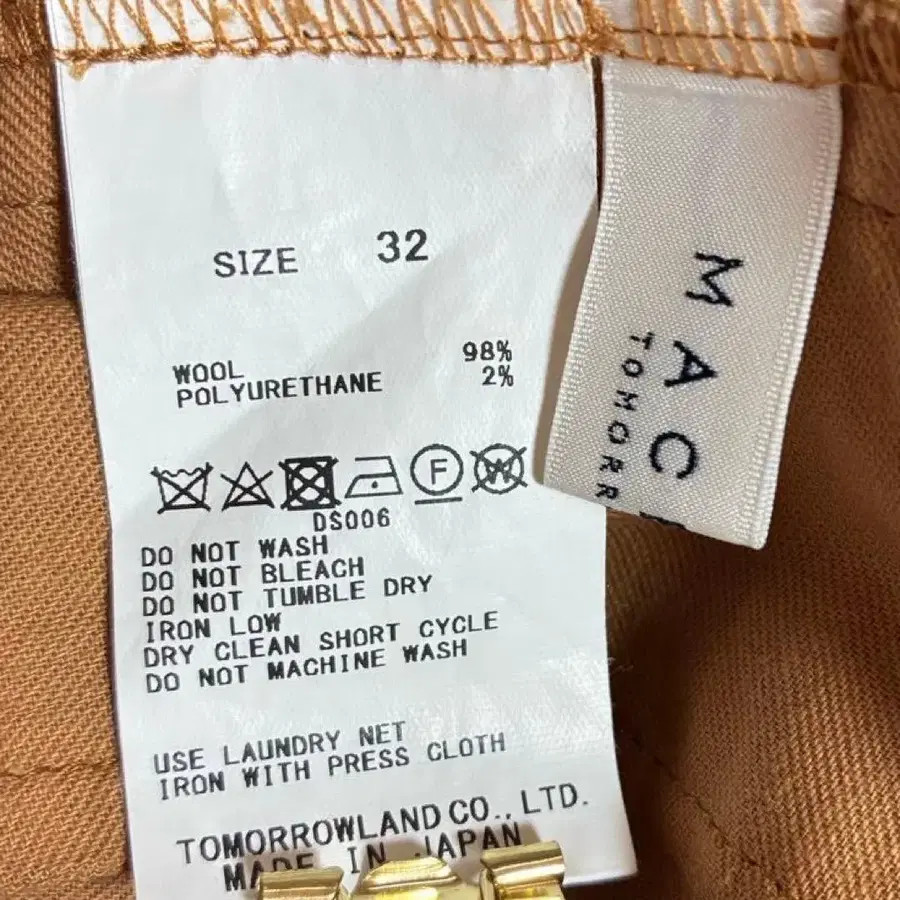 SIZE 32
WOOL 98%
POLYURETHANE 2%
F W
DS006
DO NOT WASH
DO NOT BLEACH
DO NOT TUMBLE DRY
IRON LOW
DRY CLEAN SHORT CYCLE
DO NOT MACHINE WASH
USE LAUNDRY NET
IRON WITH PRESS CLOTH
TOMORROWLAND CO., LTD.
MADE IN JAPAN
MAC
TOMORR